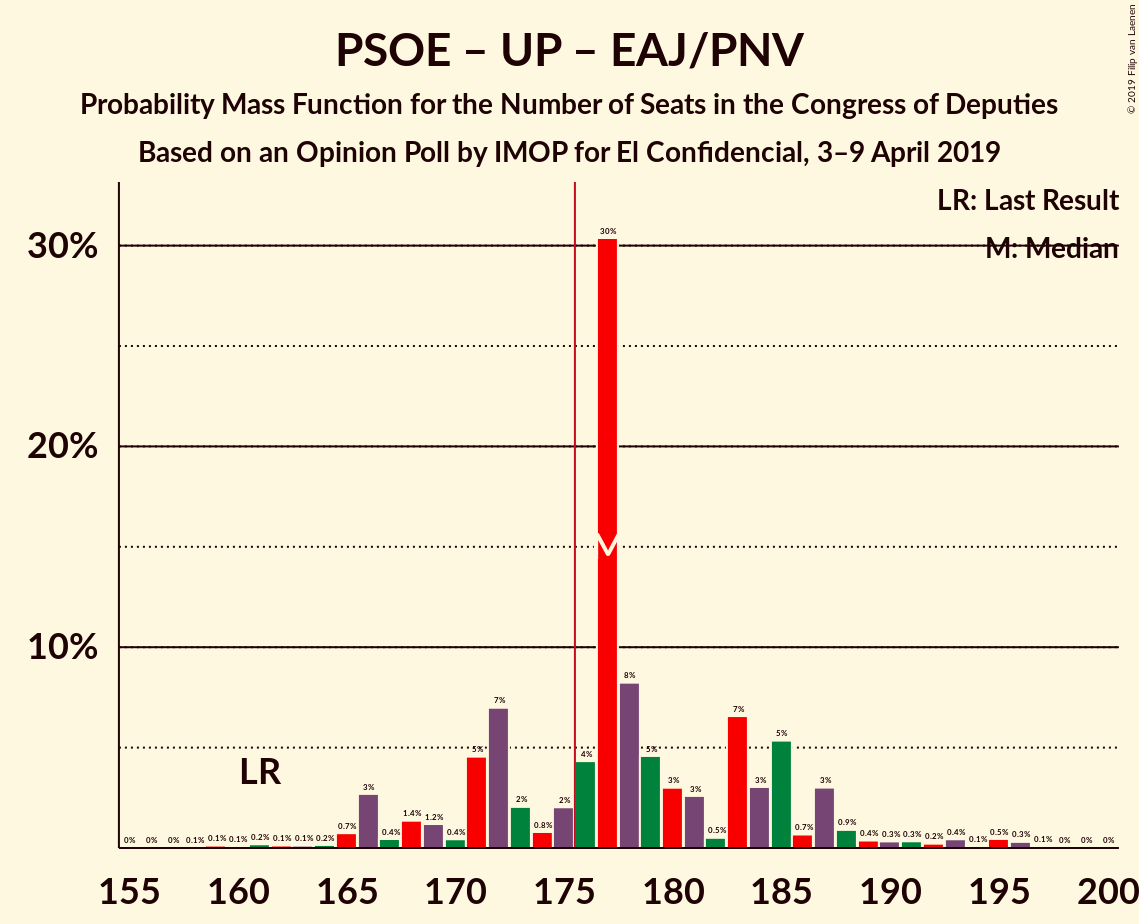 PSOE – UP – EAJ/PNV
Probability Mass Function for the Number of Seats in the Congress of Deputies
Based on an Opinion Poll by IMOP for El Confidencial, 3–9 April 2019
© 2019 Filip van Laenen
LR: Last Result
M: Median
30%
20%
10%
LR
M
0% 0% 0% 0.1% 0.1% 0.1% 0.2% 0.1% 0.1% 0.2% 0.7% 3% 0.4% 1.4% 1.2% 0.4% 5% 7% 2% 0.8% 2% 4% 30% 8% 5% 3% 3% 0.5% 7% 3% 5% 0.7% 3% 0.9% 0.4% 0.3% 0.3% 0.2% 0.4% 0.1% 0.5% 0.3% 0.1% 0% 0% 0%
155 160 165 170 175 180 185 190 195 200